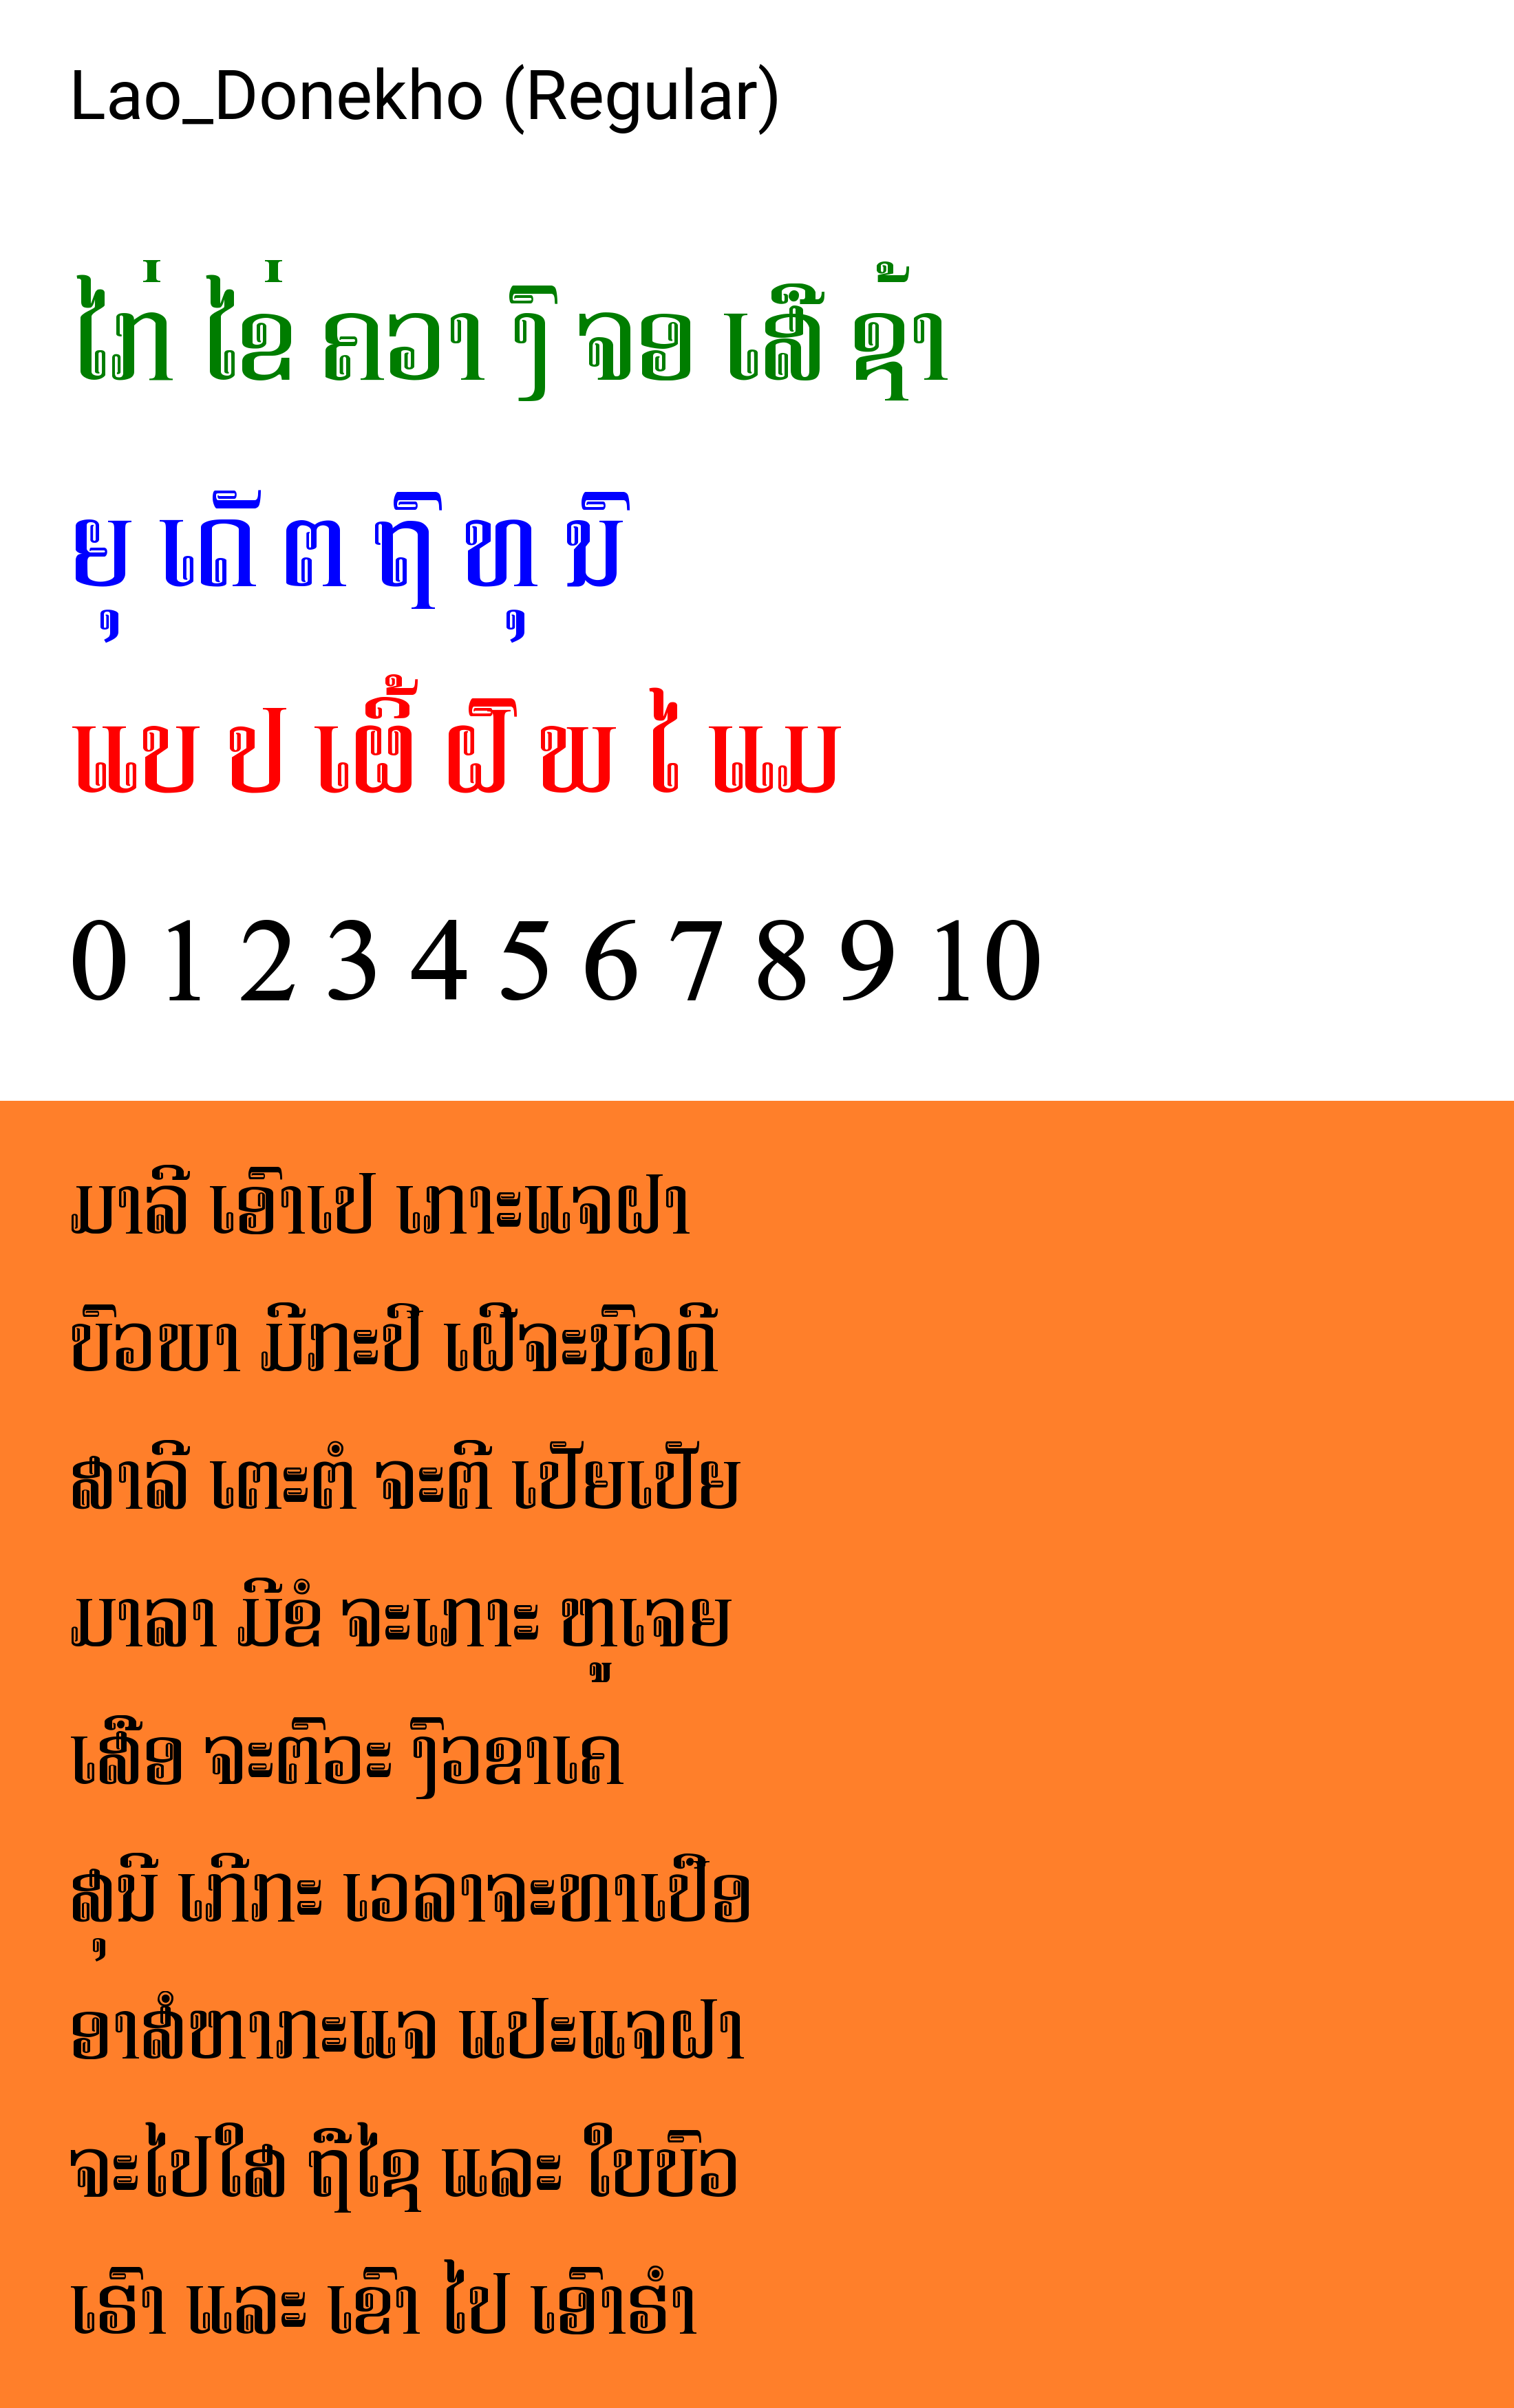 Lao_Donekho (Regular)
ໄກ່ ໄຂ່ ຄວາ ງົ ຈອ ເສື ຊ້າ
ຍຸ ເດັ ຕ ຖົ ທຸ ນົ
ແບ ປ ເຜິ້ ຝົ ພ ໄ ແມ
0 1 2 3 4 5 6 7 8 9 10
ມາລີ ເອົາເປ ເກາະແຈຝາ
ບົວພາ ມີກະປິ ເຝີຈະນົວດີ
ສາລີ ເຕະຕໍ ຈະຕີ ເປັຍເປັຍ
ມາລາ ມີຂໍ ຈະເກາະ ຫູເຈຍ
ເສືອ ຈະຕົວະ ງົວຂາເຄ
ສຸນີ ເກີກະ ເວລາຈະທາເປືອ
ອາສໍຫາກະແຈ ແປະແຈຝາ
ຈະໄປໃສ ຖືໄຊ ແລະ ໃບບົວ
ເຮົາ ແລະ ເຂົາ ໄປ ເອົາຮໍາ